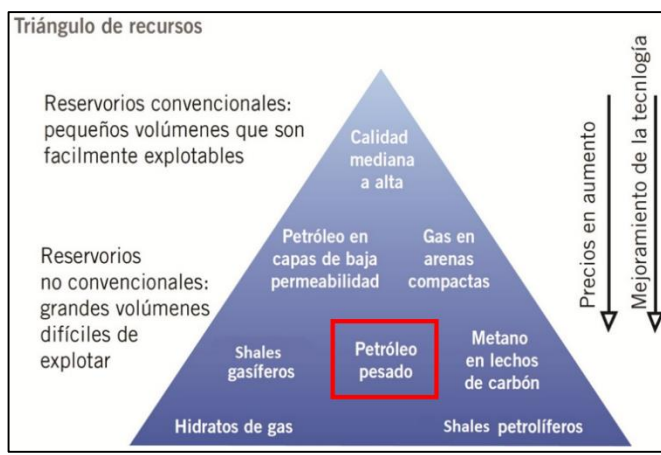 Triángulo de recursos
Reservorios convencionales:
pequeños volúmenes que son
facilmente explotables
Calidad
mediana
a alta
Reservorios
no convencionales:
grandes volúmenes
difíciles de
explotar
Petróleo en
capas de baja
permeabilidad
Gas en
arenas
compactas
Shales
gasíferos
Petróleo
pesado
Metano
en lechos
de carbón
Hidratos de gas
Shales petrolíferos
Precios en aumento
Mejoramiento de la tecnlogía